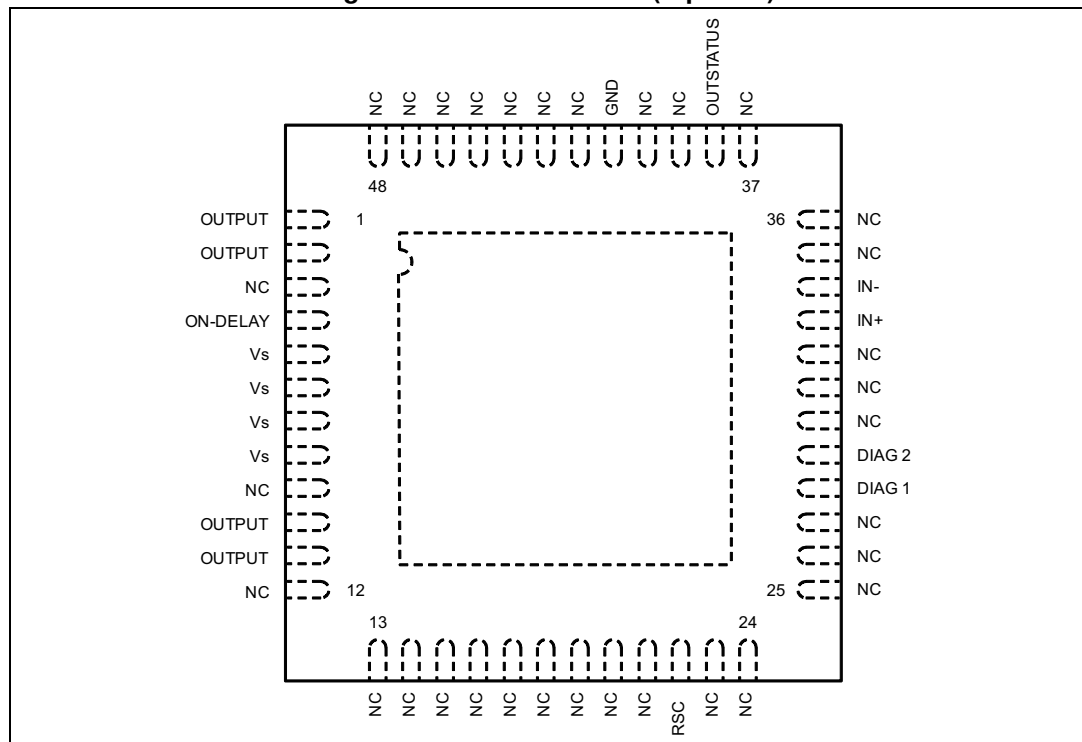 NC NC NC NC NC NC NC GND NC NC OUTSTATUS NC
48 37
OUTPUT 1 36 NC
OUTPUT NC
NC IN-
ON-DELAY IN+
Vs NC
Vs NC
Vs NC
Vs DIAG 2
NC DIAG 1
OUTPUT NC
OUTPUT NC
NC 12 25 NC
13 24
NC NC NC NC NC NC NC NC NC RSC NC NC